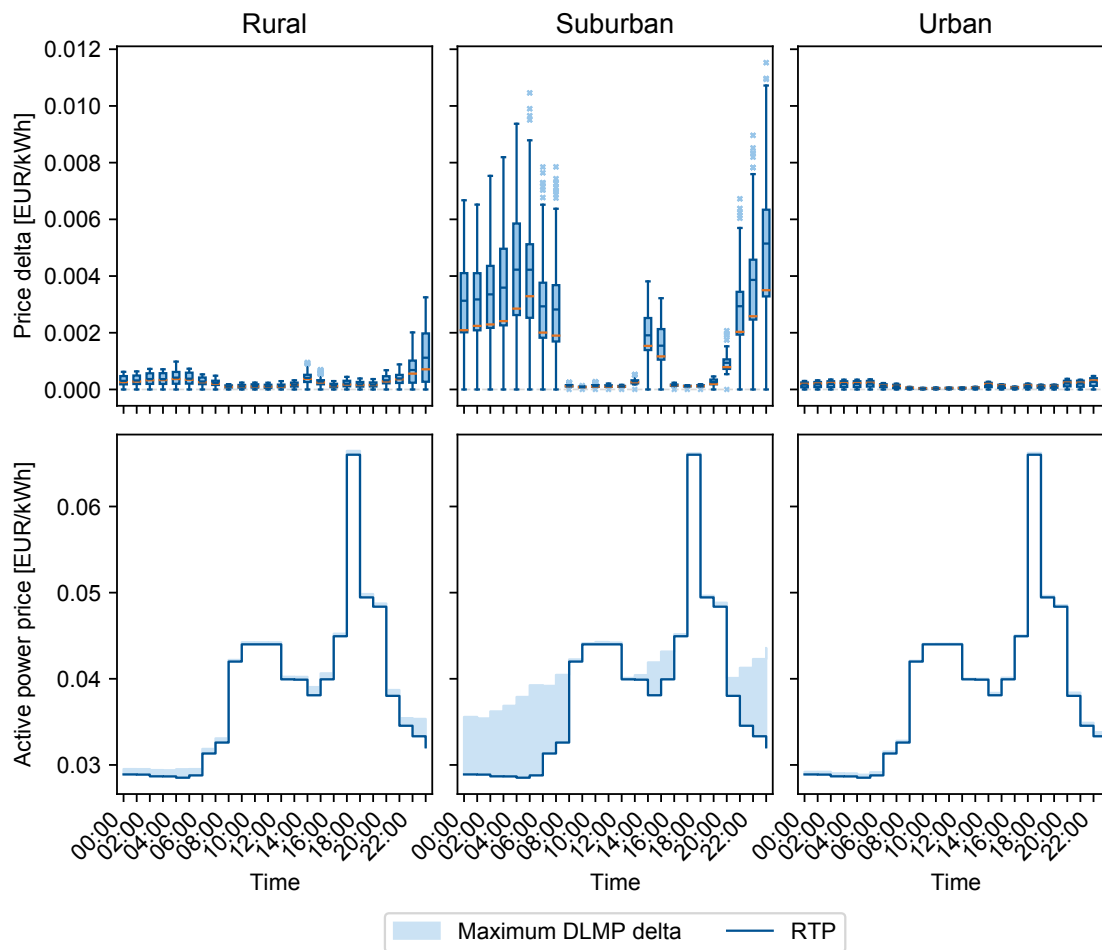 Rural Suburban Urban
Price delta [EUR/kWh]
0.012
0.010
0.008
0.006
0.004
0.002
0.000
Active power price [EUR/kWh]
0.06
0.05
0.04
0.03
00:00 02:00 04:00 06:00 08:00 10:00 12:00 14:00 16:00 18:00 20:00 22:00
00:00 02:00 04:00 06:00 08:00 10:00 12:00 14:00 16:00 18:00 20:00 22:00
00:00 02:00 04:00 06:00 08:00 10:00 12:00 14:00 16:00 18:00 20:00 22:00
Time Time Time
Maximum DLMP delta RTP